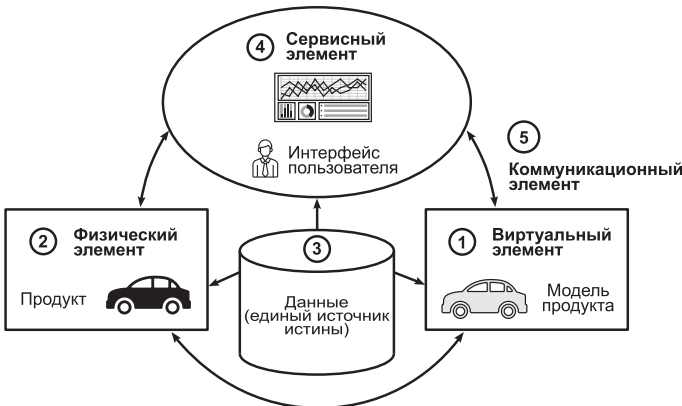 4 Сервисный
элемент
Интерфейс
пользователя
5
Коммуникационный
элемент
2 Физический
элемент
Продукт
3
Данные
(единый источник
истины)
1 Виртуальный
элемент
Модель
продукта